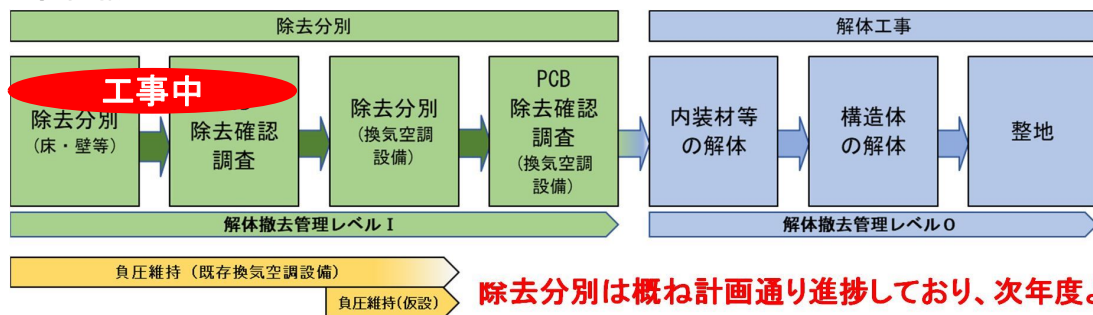 除去分別
解体工事
工事中
除去分別
(床・壁等)
除去確認
調査
除去分別
(換気空調
設備)
PCB
除去確認
調査
(換気空調
設備)
内装材等
の解体
構造体
の解体
整地
解体撤去管理レベルⅠ
解体撤去管理レベル0
負圧維持（既存換気空調設備）
負圧維持(仮設)
除去分別は概ね計画通り進捗しており、次年度